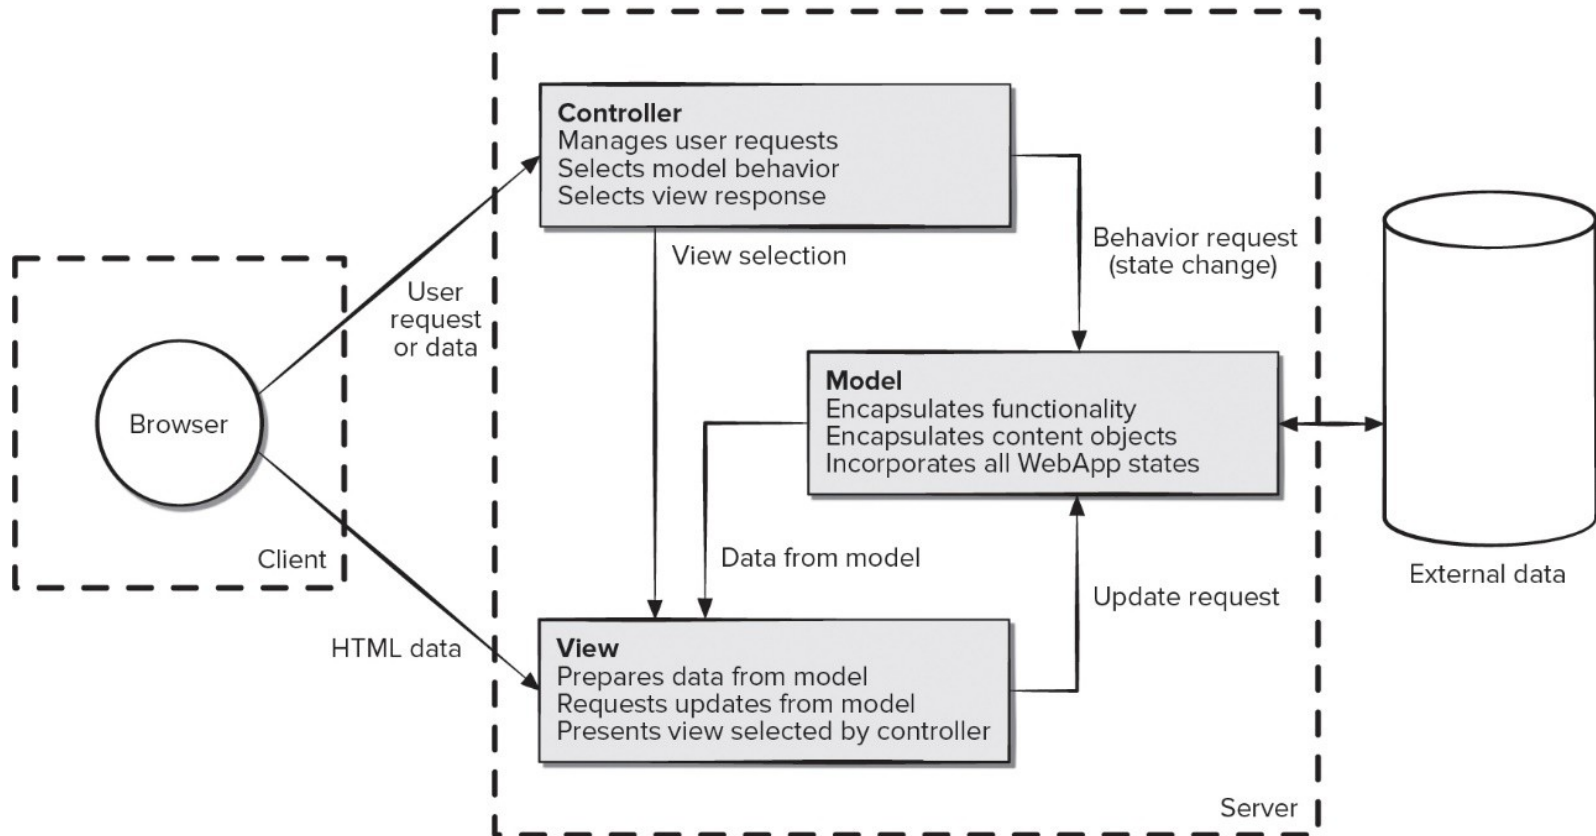 Controller
Manages user requests
Selects model behavior
Selects view response
View selection
Behavior request
(state change)
User
request
or data
Browser
Client
Model
Encapsulates functionality
Encapsulates content objects
Incorporates all WebApp states
Data from model
Update request
External data
HTML data
View
Prepares data from model
Requests updates from model
Presents view selected by controller
Server